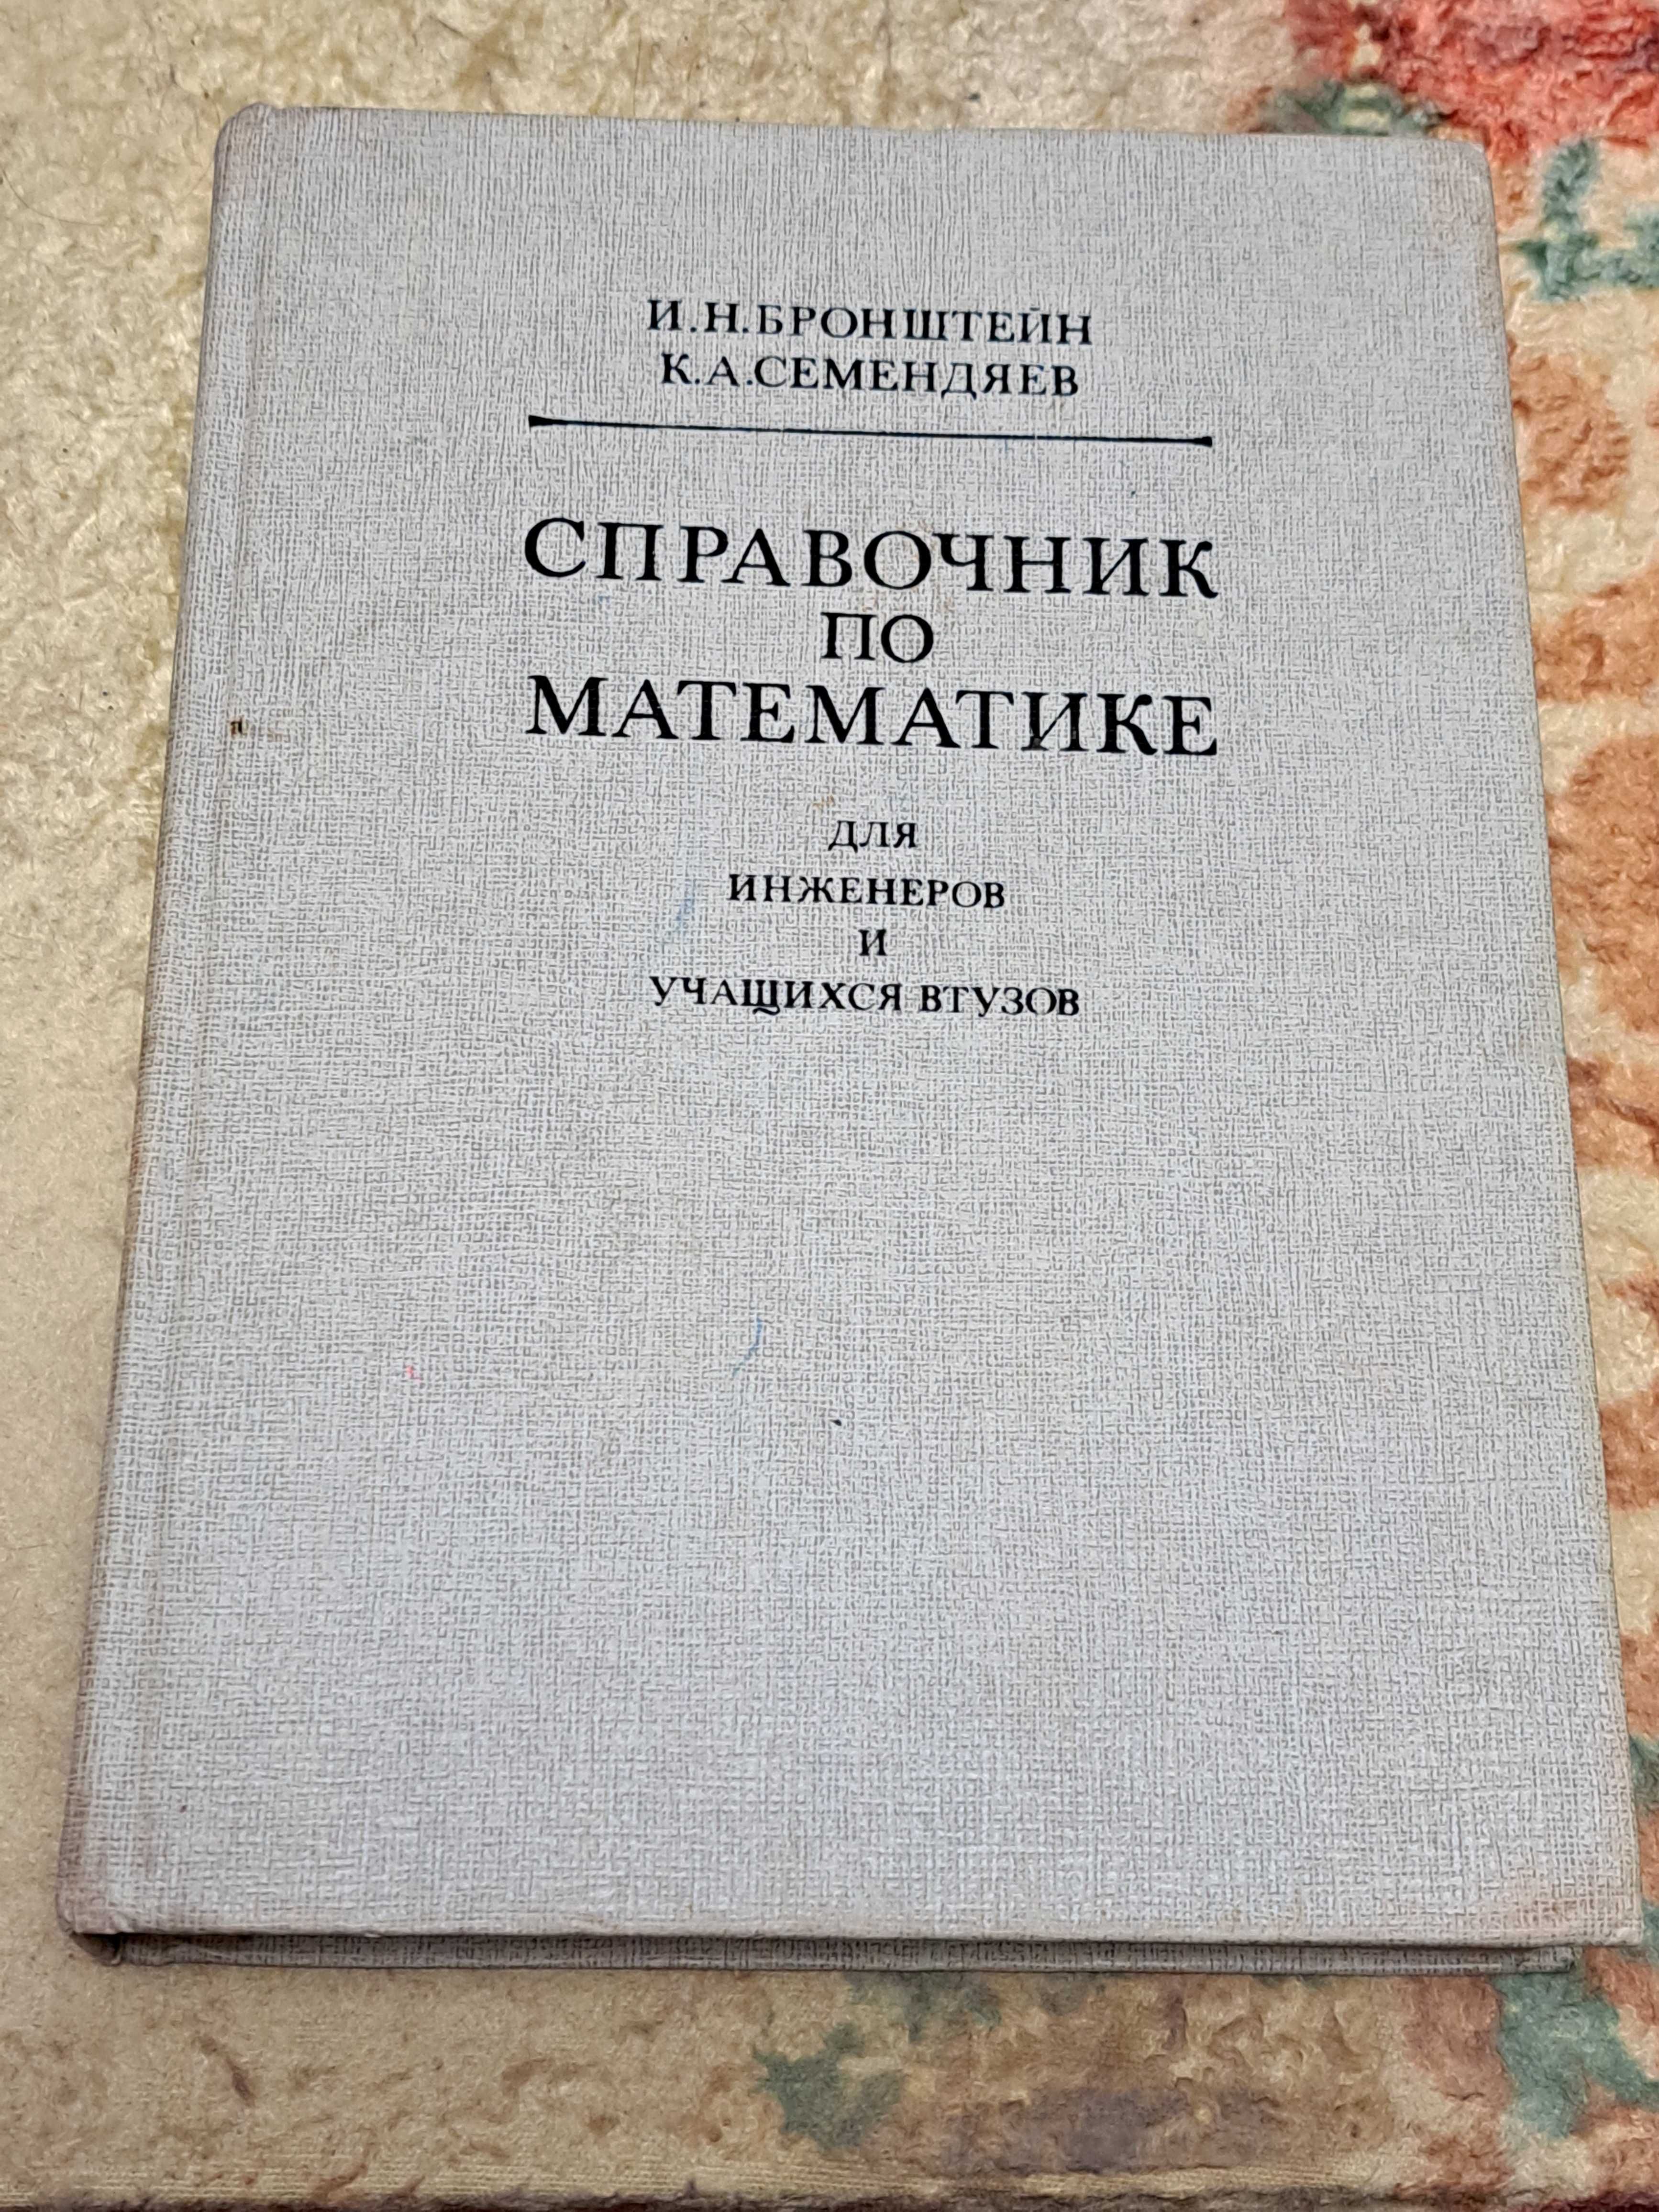 И.Н.БРОНШТЕЙН
К.А.СЕМЕНДЯЕВ
СПРАВОЧНИК
ПО
МАТЕМАТИКЕ
ДЛЯ
ИНЖЕНЕРОВ
И
УЧАЩИХСЯ ВТУЗОВ